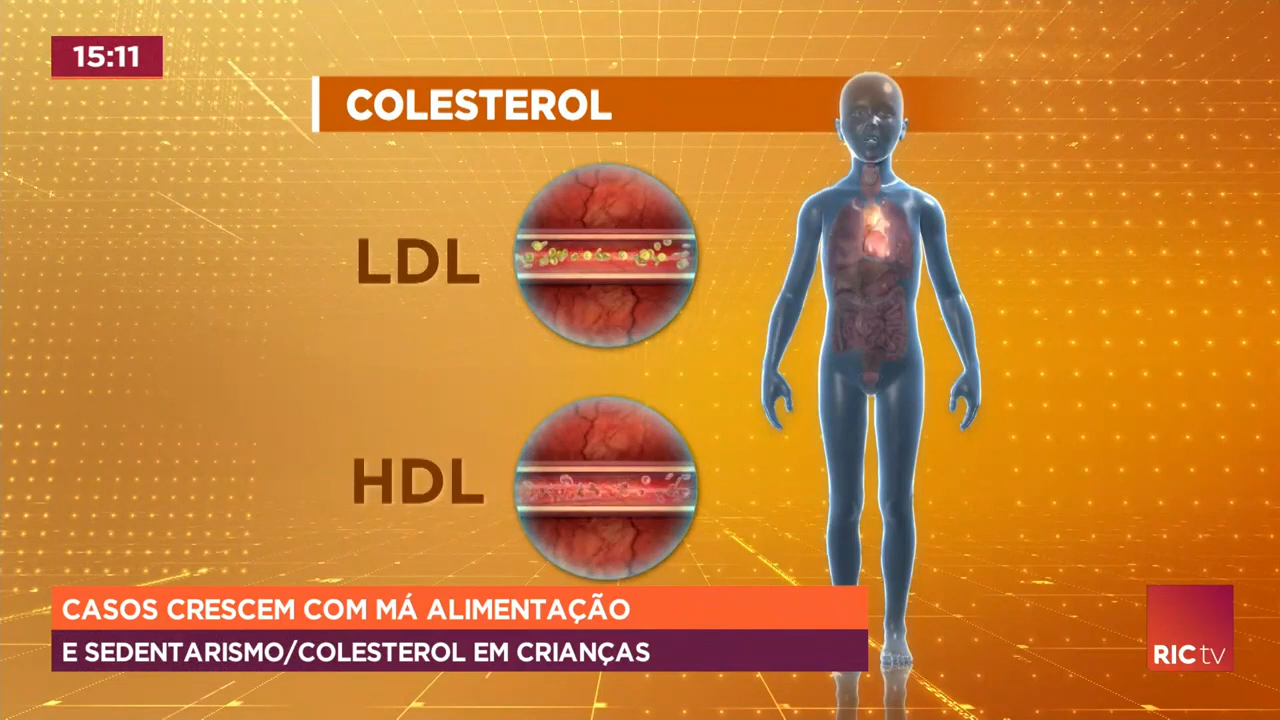 15:11
COLESTEROL
LDL
HDL
CASOS CRESCEM COM MÁ ALIMENTAÇÃO
E SEDENTARISMO/COLESTEROL EM CRIANÇAS
RICtv